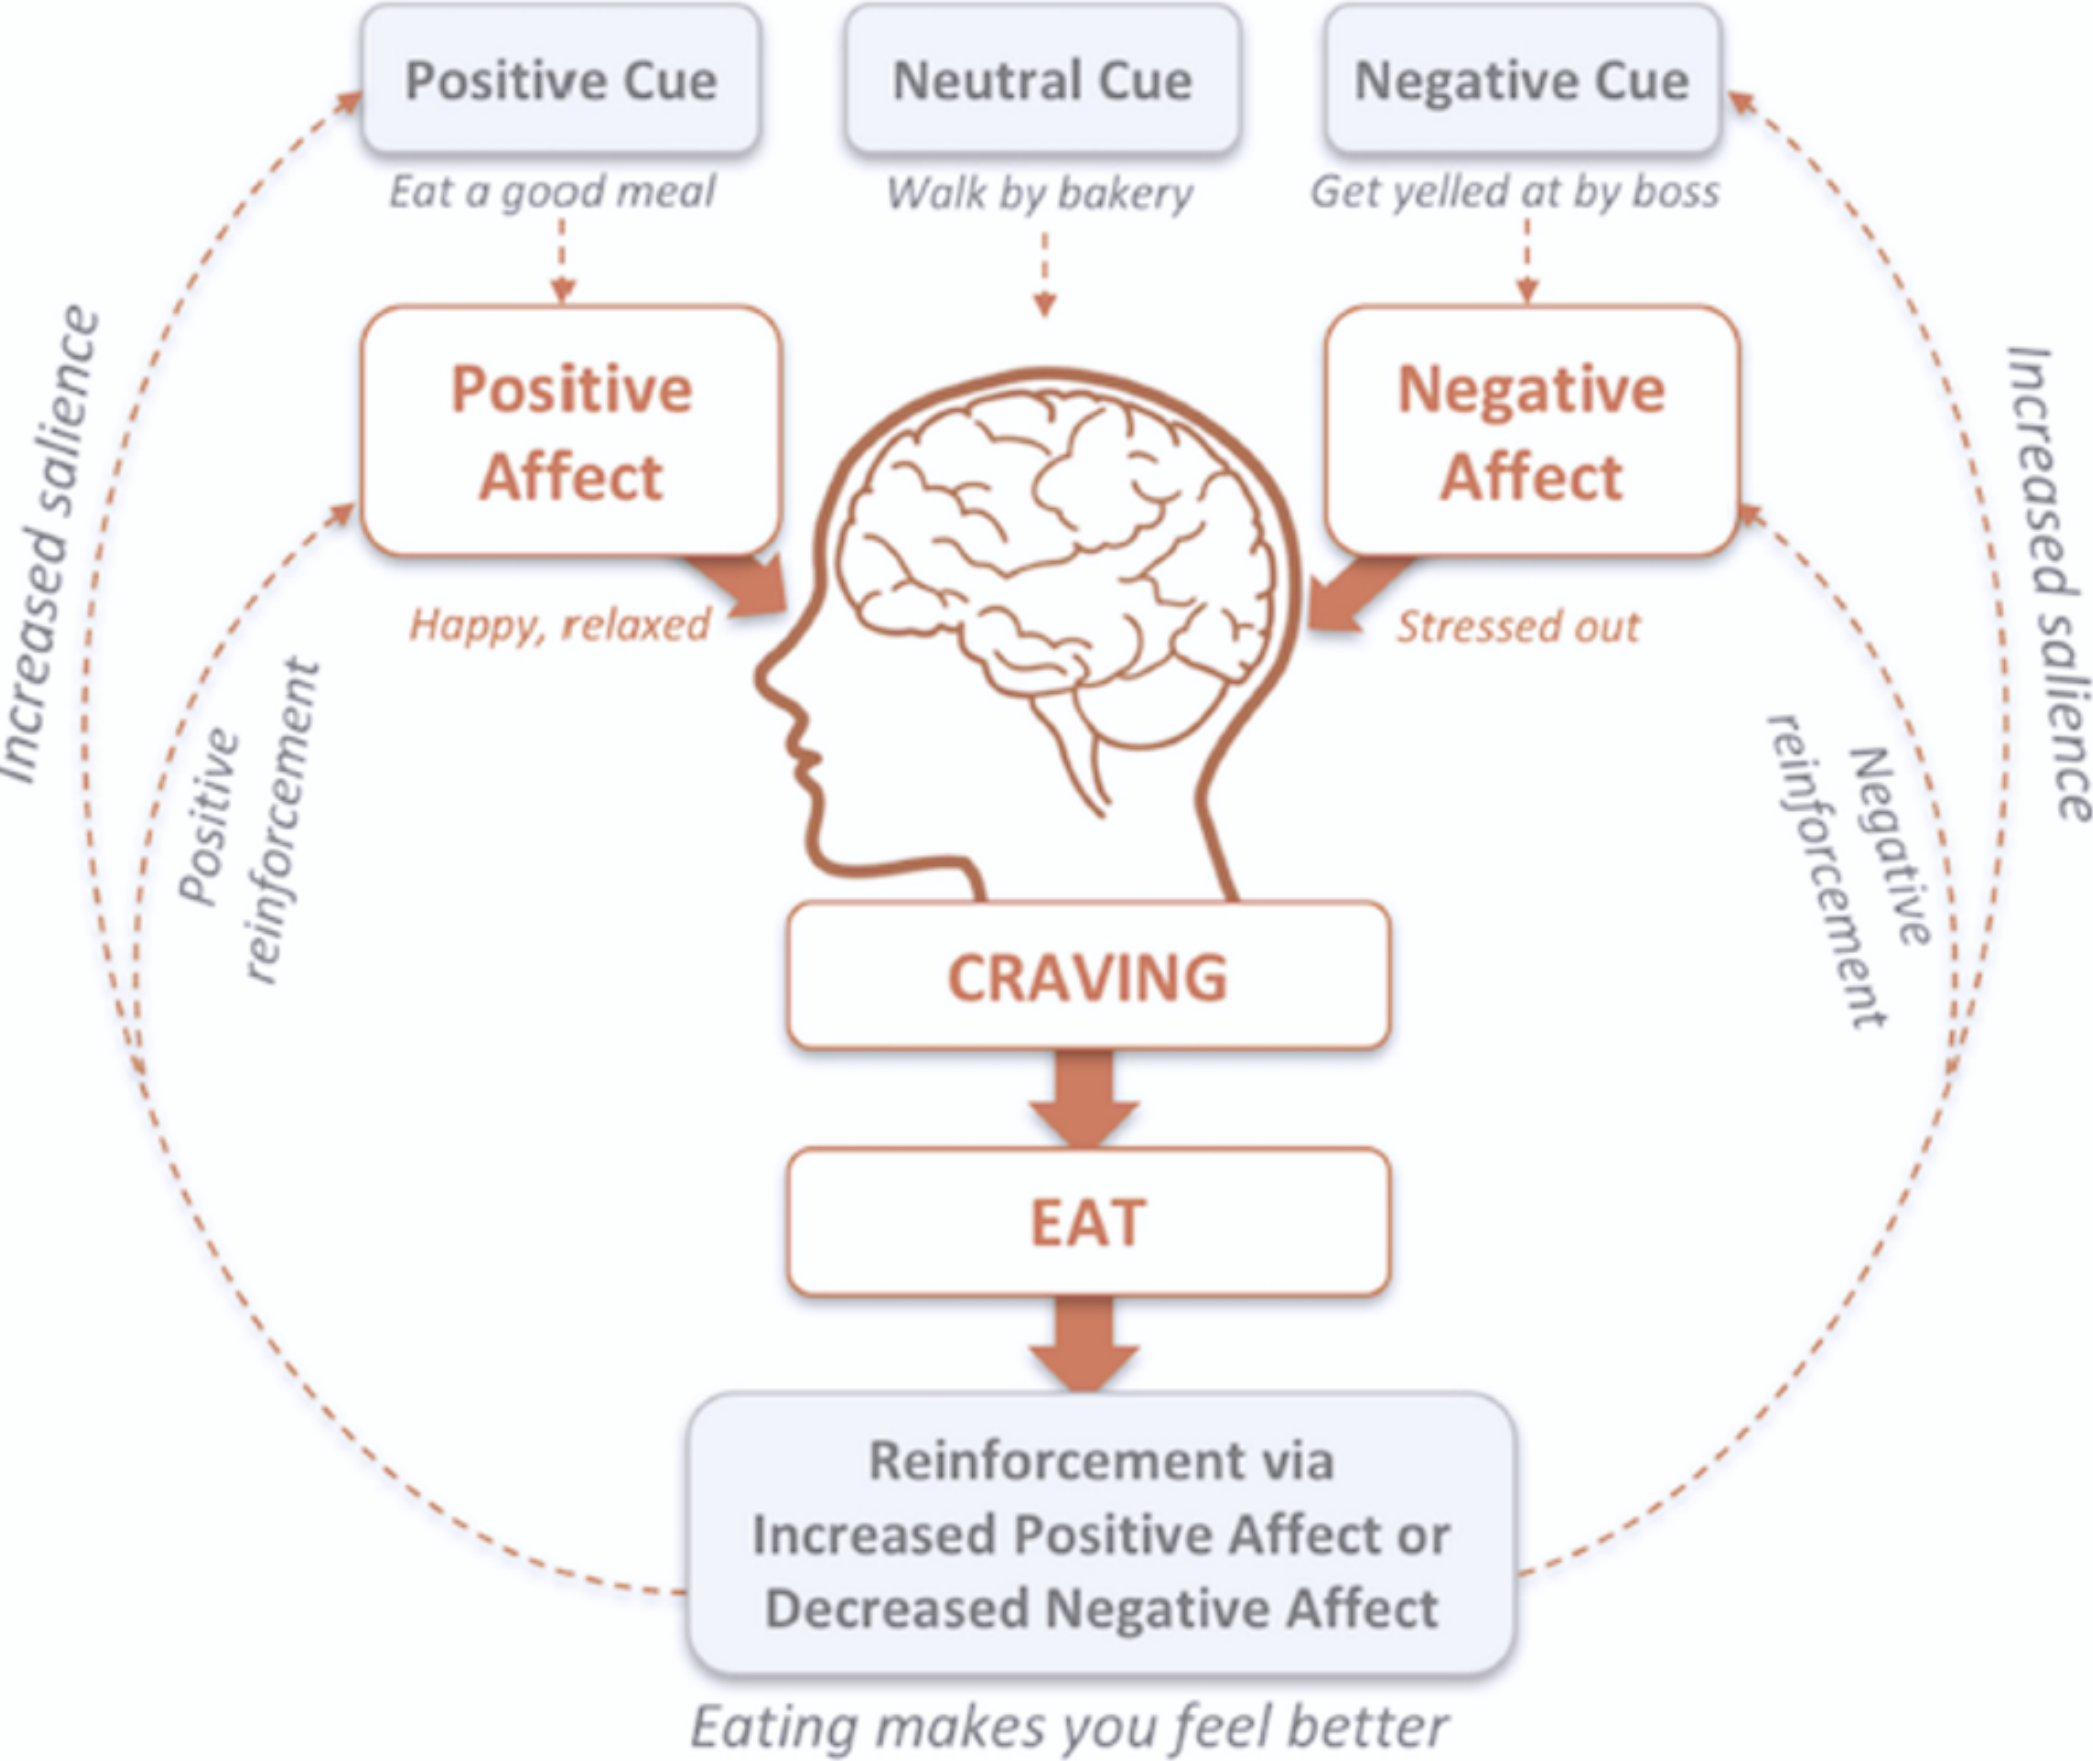 Positive Cue
Neutral Cue
Negative Cue
Eat a good meal
Walk by bakery
Get yelled at by boss
Positive
Affect
Negative
Affect
Happy, relaxed
Stressed out
Increased salience
Positive
reinforcement
Increased salience
Negative
reinforcement
CRAVING
EAT
Reinforcement via
Increased Positive Affect or
Decreased Negative Affect
Eating makes you feel better